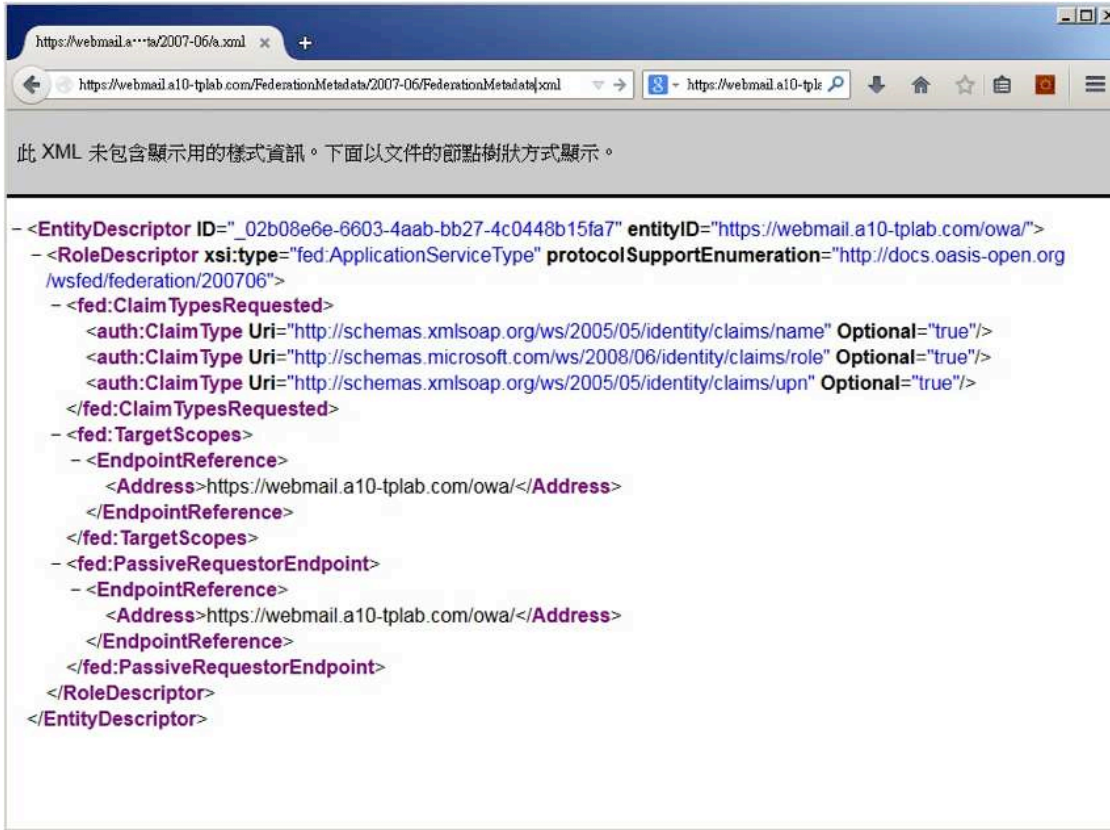 https://webmail.a···ta/2007-06/a.xml
https://webmail.a10-tplab.com/FederationMetadata/2007-06/FederationMetadata.xml
https://webmail.a10-tpla
此 XML 未包含顯示用的樣式資訊。下面以文件的節點樹狀方式顯示。
- <EntityDescriptor ID="_02b08e6e-6603-4aab-bb27-4c0448b15fa7" entityID="https://webmail.a10-tplab.com/owa/">
- <RoleDescriptor xsi:type="fed:ApplicationServiceType" protocolSupportEnumeration="http://docs.oasis-open.org
/wsfed/federation/200706">
- <fed:ClaimTypesRequested>
<auth:ClaimType Uri="http://schemas.xmlsoap.org/ws/2005/05/identity/claims/name" Optional="true"/>
<auth:ClaimType Uri="http://schemas.microsoft.com/ws/2008/06/identity/claims/role" Optional="true"/>
<auth:ClaimType Uri="http://schemas.xmlsoap.org/ws/2005/05/identity/claims/upn" Optional="true"/>
</fed:ClaimTypesRequested>
- <fed:TargetScopes>
- <EndpointReference>
<Address>https://webmail.a10-tplab.com/owa/</Address>
</EndpointReference>
</fed:TargetScopes>
- <fed:PassiveRequestorEndpoint>
- <EndpointReference>
<Address>https://webmail.a10-tplab.com/owa/</Address>
</EndpointReference>
</fed:PassiveRequestorEndpoint>
</RoleDescriptor>
</EntityDescriptor>